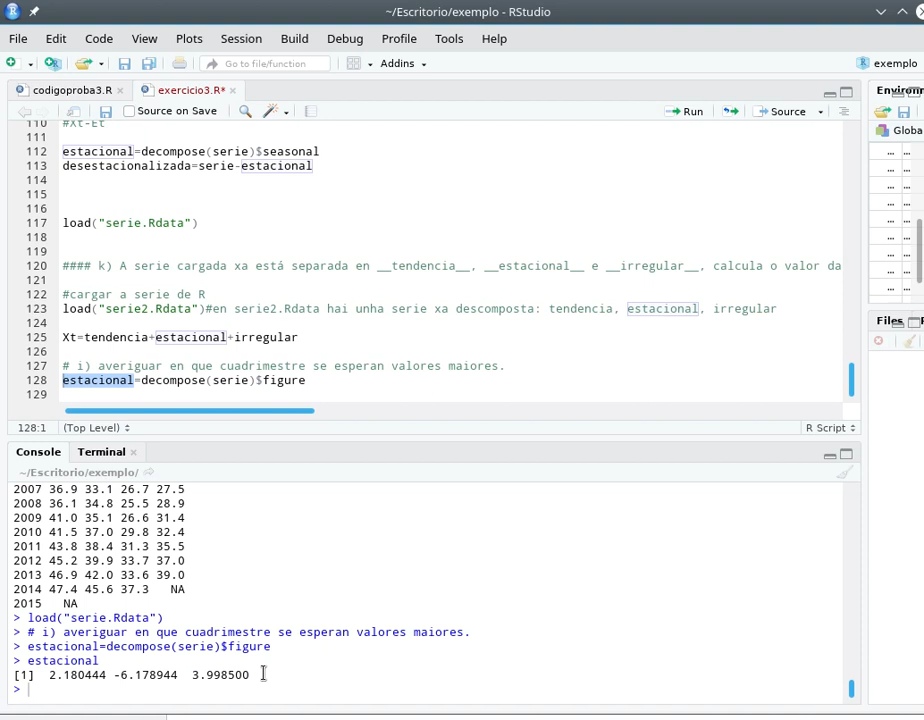 ~/Escritorio/exemplo - RStudio
File Edit Code View Plots Session Build Debug Profile Tools Help
Go to file/function Addins exemplo
codigoproba3.R exercicio3.R* Environ
Source on Save Run Source Globa
110 #Xt-Et
111
112 estacional=decompose(serie)$seasonal
113 desestacionalizada=serie-estacional
114
115
116
117 load("serie.Rdata")
118
119
120 #### k) A serie cargada xa está separada en __tendencia__, __estacional__ e __irregular__, calcula o valor da
121
122 #cargar a serie de R
123 load("serie2.Rdata")#en serie2.Rdata hai unha serie xa descomposta: tendencia, estacional, irregular
124
125 Xt=tendencia+estacional+irregular
126
127 # i) averiguar en que cuadrimestre se esperan valores maiores.
128 estacional=decompose(serie)$figure
129
128:1 (Top Level) R Script
Files
Console Terminal
~/Escritorio/exemplo/
2007 36.9 33.1 26.7 27.5
2008 36.1 34.8 25.5 28.9
2009 41.0 35.1 26.6 31.4
2010 41.5 37.0 29.8 32.4
2011 43.8 38.4 31.3 35.5
2012 45.2 39.9 33.7 37.0
2013 46.9 42.0 33.6 39.0
2014 47.4 45.6 37.3 NA
2015 NA
> load("serie.Rdata")
> # i) averiguar en que cuadrimestre se esperan valores maiores.
> estacional=decompose(serie)$figure
> estacional
[1] 2.180444 -6.178944 3.998500
>